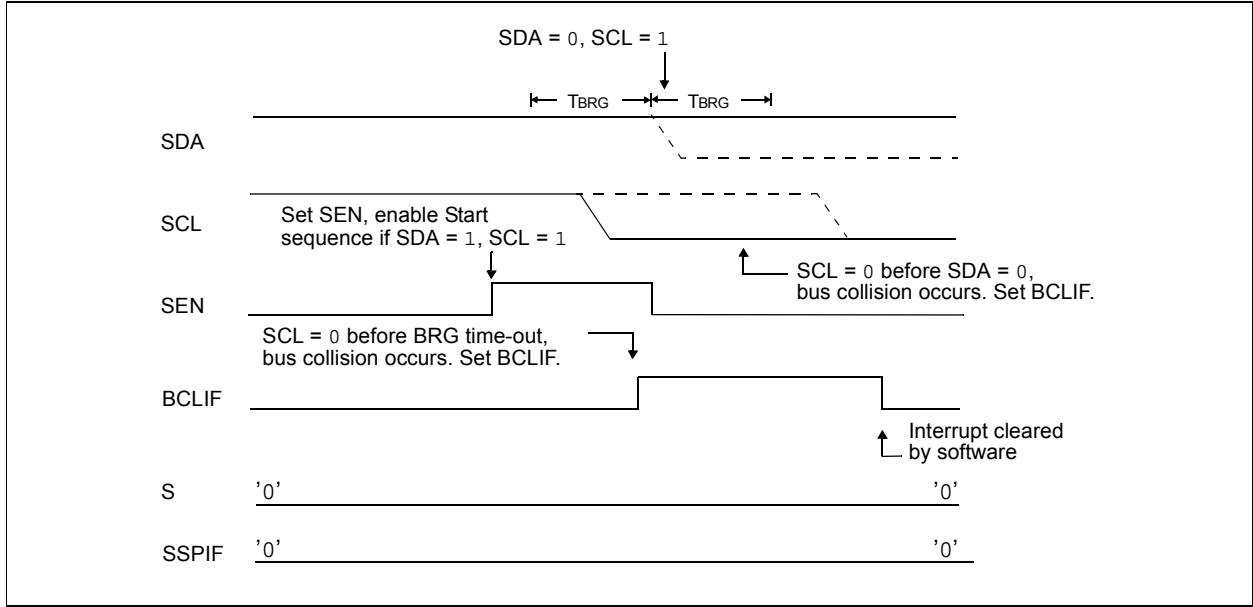 SDA = 0, SCL = 1
TBRG TBRG
SDA
SCL
Set SEN, enable Start
sequence if SDA = 1, SCL = 1
SCL = 0 before SDA = 0,
bus collision occurs. Set BCLIF.
SEN
SCL = 0 before BRG time-out,
bus collision occurs. Set BCLIF.
BCLIF
Interrupt cleared
by software
S '0' '0'
SSPIF '0' '0'